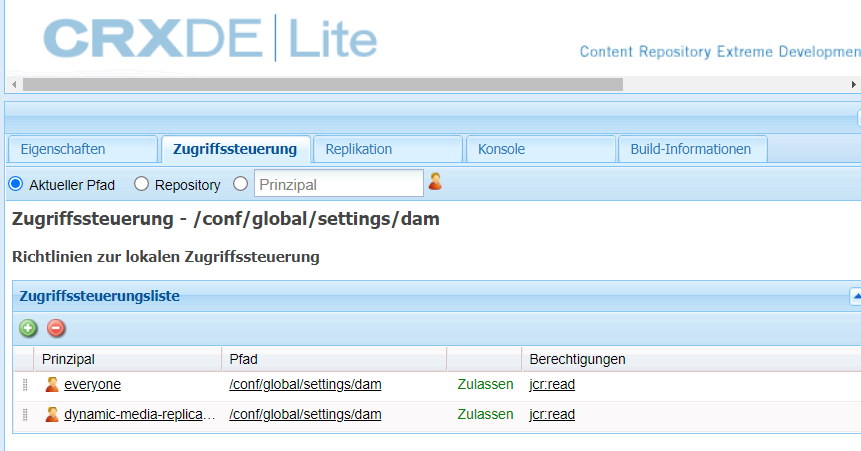 CRXDE Lite
Content Repository Extreme Developmen
Eigenschaften Zugriffssteuerung Replikation Konsole Build-Informationen
Aktueller Pfad Repository Prinzipal
Zugriffssteuerung - /conf/global/settings/dam
Richtlinien zur lokalen Zugriffssteuerung
Zugriffssteuerungsliste
Prinzipal Pfad Berechtigungen
everyone /conf/global/settings/dam Zulassen jcr:read
dynamic-media-replica... /conf/global/settings/dam Zulassen jcr:read